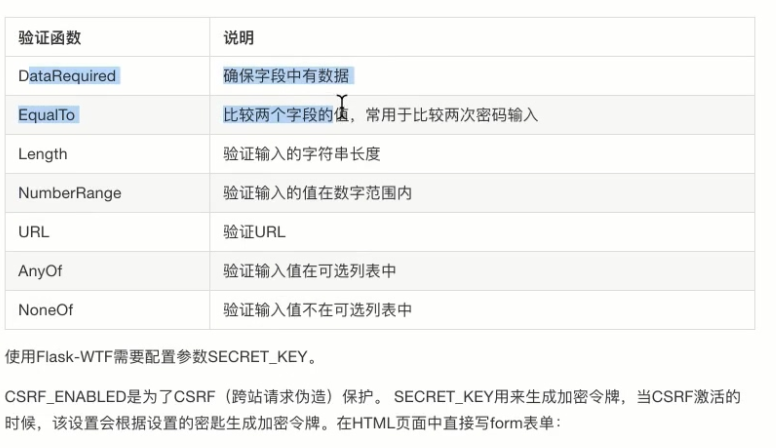 验证函数 说明
DataRequired 确保字段中有数据
EqualTo 比较两个字段的值，常用于比较两次密码输入
Length 验证输入的字符串长度
NumberRange 验证输入的值在数字范围内
URL 验证URL
AnyOf 验证输入值在可选列表中
NoneOf 验证输入值不在可选列表中
使用Flask-WTF需要配置参数SECRET_KEY。
CSRF_ENABLED是为了CSRF（跨站请求伪造）保护。 SECRET_KEY用来生成加密令牌，当CSRF激活的
时候，该设置会根据设置的密匙生成加密令牌。在HTML页面中直接写form表单：